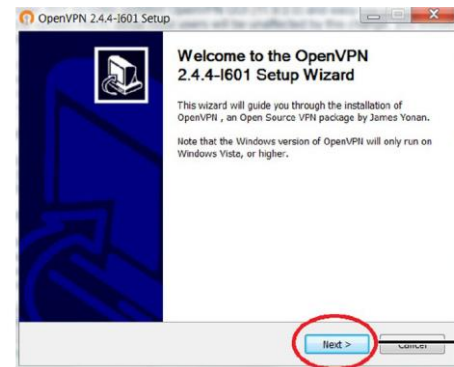 OpenVPN 2.4.4-I601 Setup
Welcome to the OpenVPN
2.4.4-I601 Setup Wizard
This wizard will guide you through the installation of
OpenVPN , an Open Source VPN package by James Yonan.
Note that the Windows version of OpenVPN will only run on
Windows Vista, or higher.
Next >
Cancel